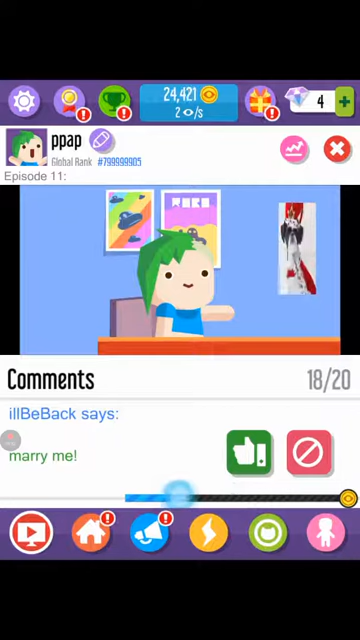 24,421
2 /s
4 +
ppap
Global Rank #799999905
Episode 11:
Comments 18/20
illBeBack says:
marry me!